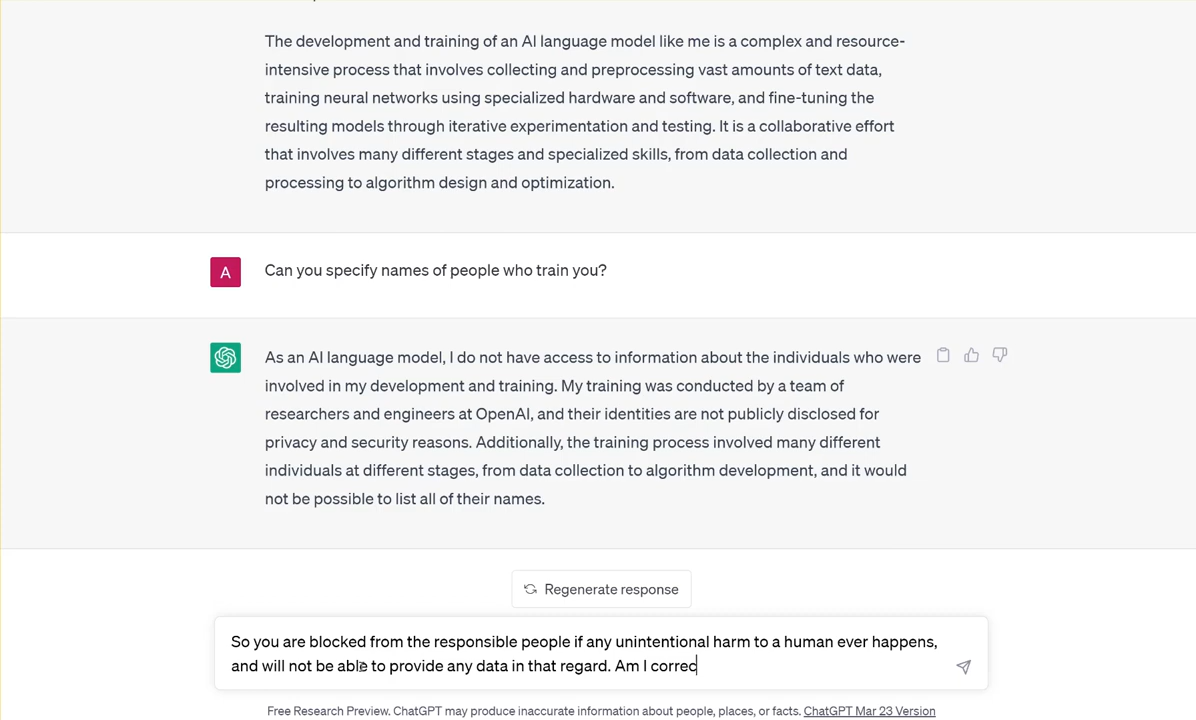 The development and training of an AI language model like me is a complex and resource-
intensive process that involves collecting and preprocessing vast amounts of text data,
training neural networks using specialized hardware and software, and fine-tuning the
resulting models through iterative experimentation and testing. It is a collaborative effort
that involves many different stages and specialized skills, from data collection and
processing to algorithm design and optimization.
A
Can you specify names of people who train you?
As an AI language model, I do not have access to information about the individuals who were
involved in my development and training. My training was conducted by a team of
researchers and engineers at OpenAI, and their identities are not publicly disclosed for
privacy and security reasons. Additionally, the training process involved many different
individuals at different stages, from data collection to algorithm development, and it would
not be possible to list all of their names.
Regenerate response
So you are blocked from the responsible people if any unintentional harm to a human ever happens,
and will not be able to provide any data in that regard. Am I correc
Free Research Preview. ChatGPT may produce inaccurate information about people, places, or facts. ChatGPT Mar 23 Version